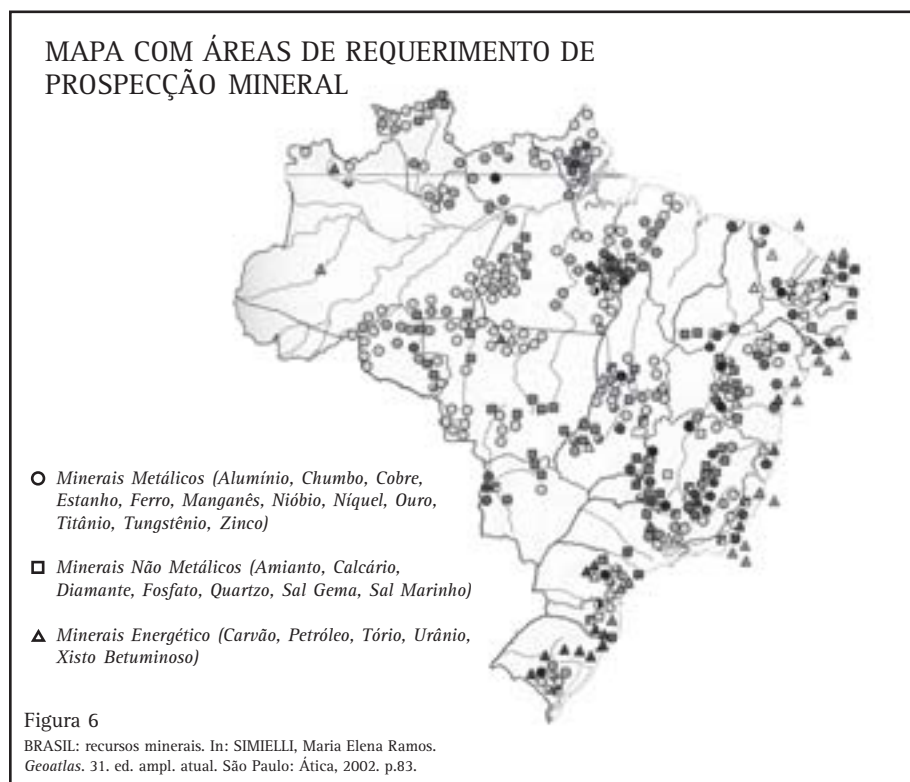 MAPA COM ÁREAS DE REQUERIMENTO DE
PROSPECÇÃO MINERAL
Minerais Metálicos (Alumínio, Chumbo, Cobre,
Estanho, Ferro, Manganês, Nióbio, Níquel, Ouro,
Titânio, Tungstênio, Zinco)
Minerais Não Metálicos (Amianto, Calcário,
Diamante, Fosfato, Quartzo, Sal Gema, Sal Marinho)
Minerais Energético (Carvão, Petróleo, Tório, Urânio,
Xisto Betuminoso)
Figura 6
BRASIL: recursos minerais. In: SIMIELLI, Maria Elena Ramos.
Geoatlas. 31. ed. ampl. atual. São Paulo: Ática, 2002. p.83.